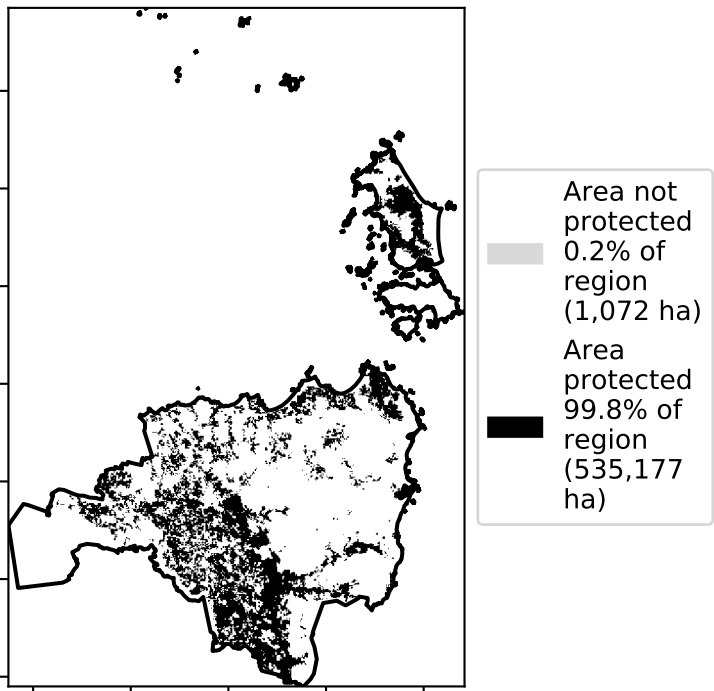 Area not
protected
0.2% of
region
(1,072 ha)
Area
protected
99.8% of
region
(535,177
ha)